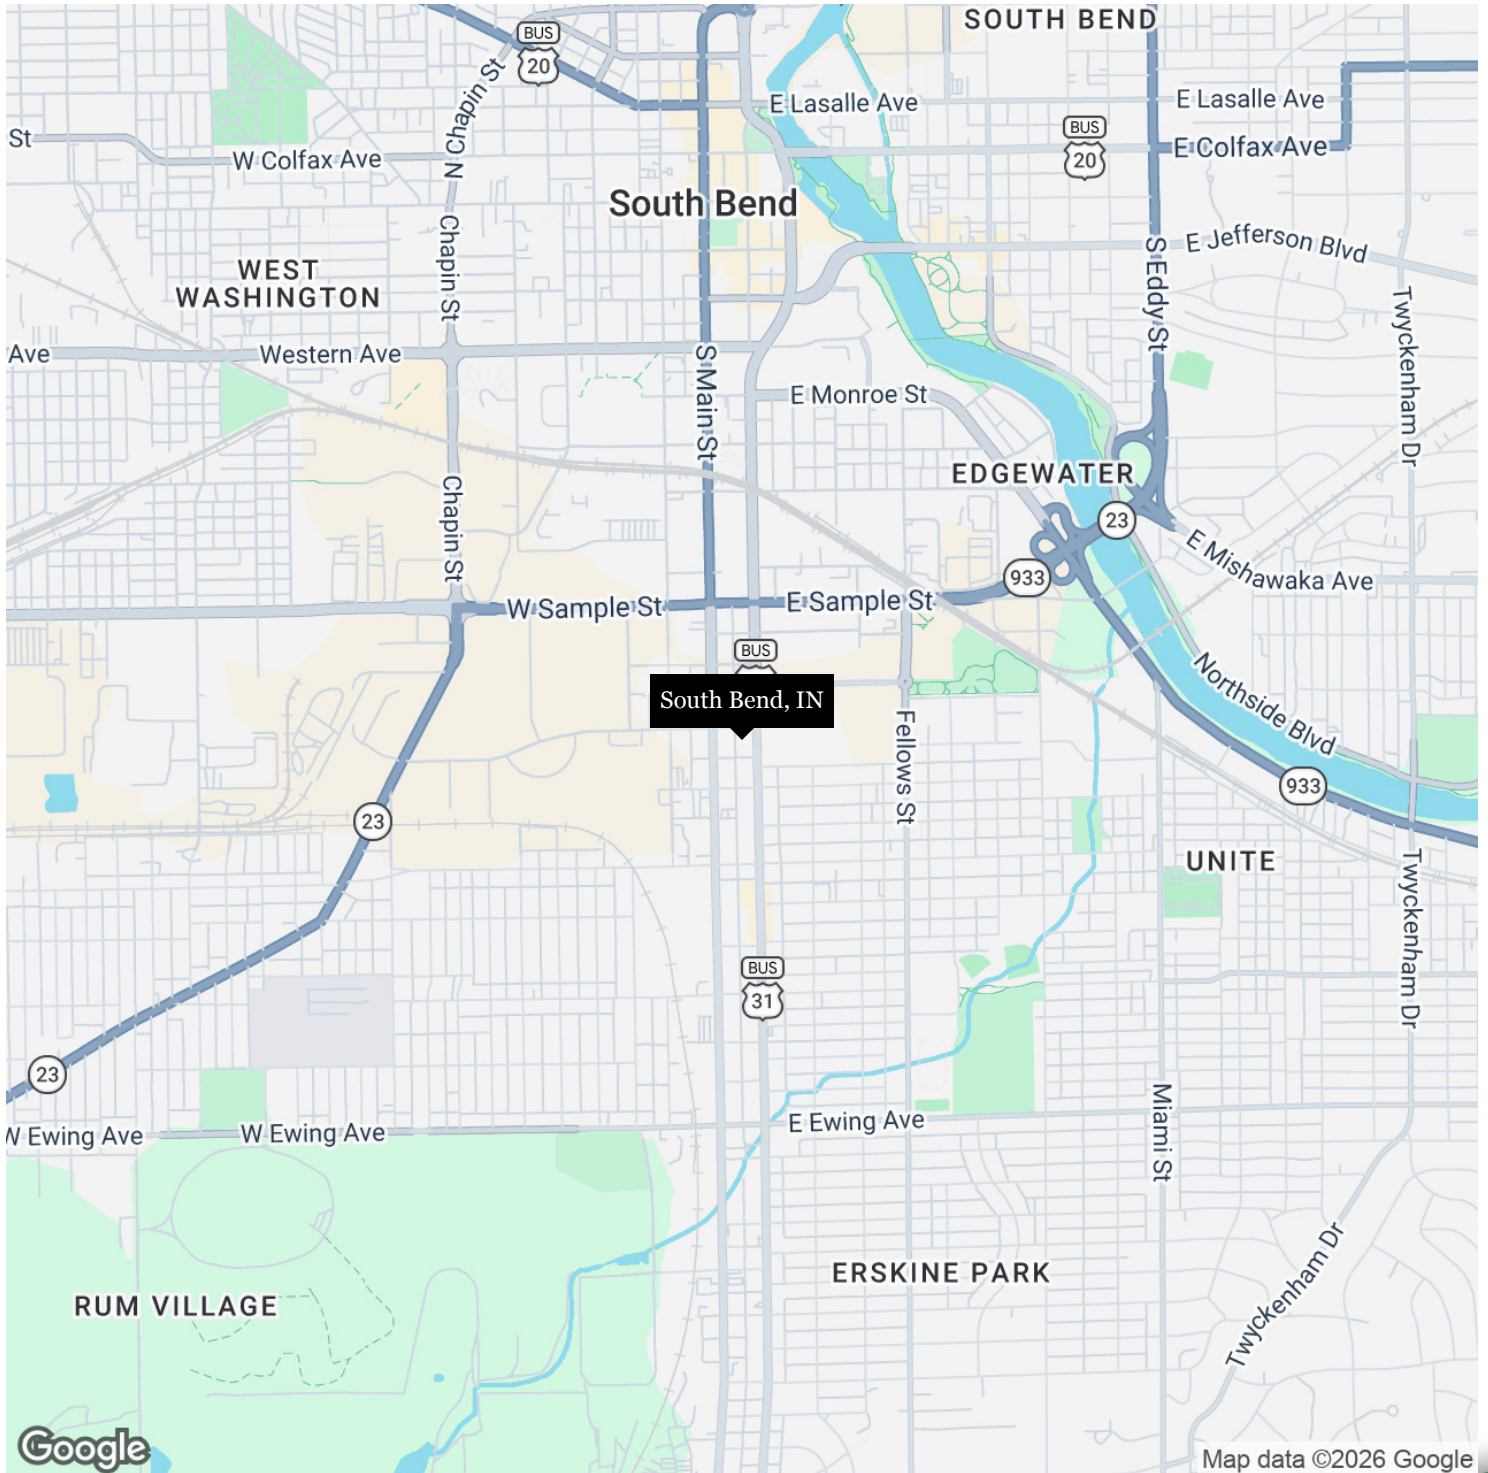 SOUTH BEND
BUS
20
E Lasalle Ave
E Lasalle Ave
BUS
20
E Colfax Ave
St
W Colfax Ave
N Chapin St
South Bend
Chapin St
E Jefferson Blvd
S Eddy St
WEST
WASHINGTON
Twyckenham Dr
Ave
Western Ave
S Main St
E Monroe St
EDGEWATER
Chapin St
23
E Mishawaka Ave
933
W Sample St
E Sample St
BUS
South Bend, IN
Northside Blvd
Fellows St
933
23
UNITE
Twyckenham Dr
BUS
31
23
Miami St
W Ewing Ave
W Ewing Ave
E Ewing Ave
ERSKINE PARK
Twyckenham Dr
RUM VILLAGE
Google
Map data ©2026 Google